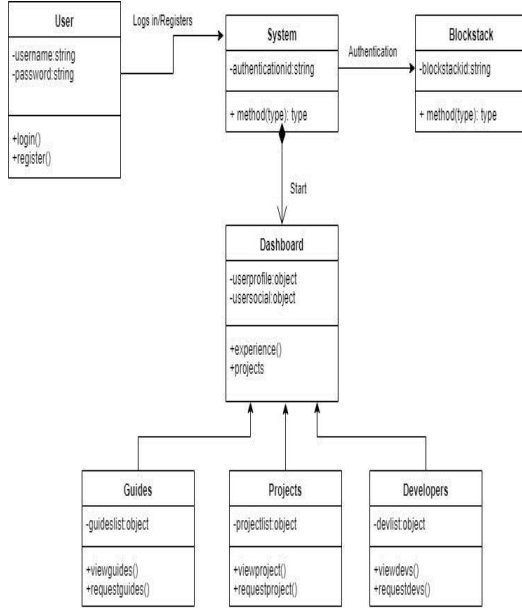 User
-username:string
-password:string
+login()
+register()
Logs in/Registers
System
-authenticationid:string
+ method(type): type
Authentication
Blockstack
-blockstackid:string
+ method(type): type
Start
Dashboard
-userprofile:object
-usersocial:object
+experience()
+projects
Guides
-guideslist:object
+viewguides()
+requestguides()
Projects
-projectlist:object
+viewproject()
+requestproject()
Developers
-devlist:object
+viewdevs()
+requestdevs()